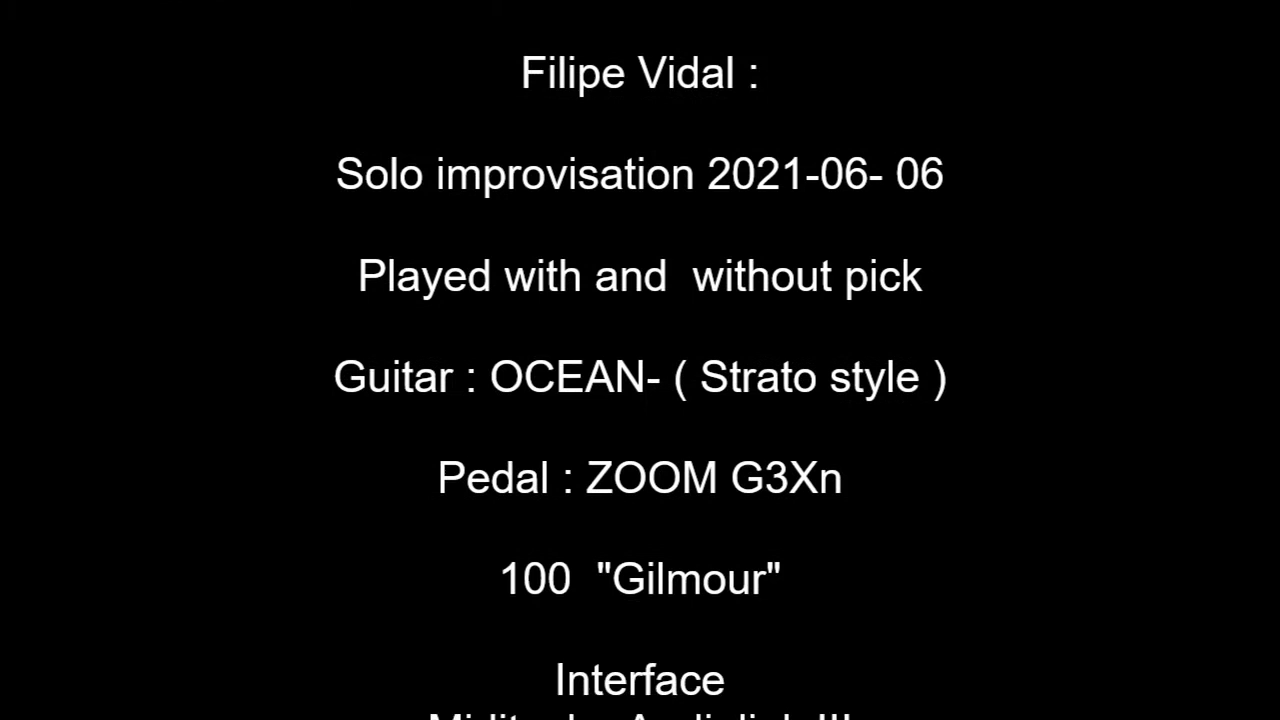 Filipe Vidal :
Solo improvisation 2021-06- 06
Played with and  without pick
Guitar : OCEAN- ( Strato style )
Pedal : ZOOM G3Xn
100  "Gilmour"
Interface